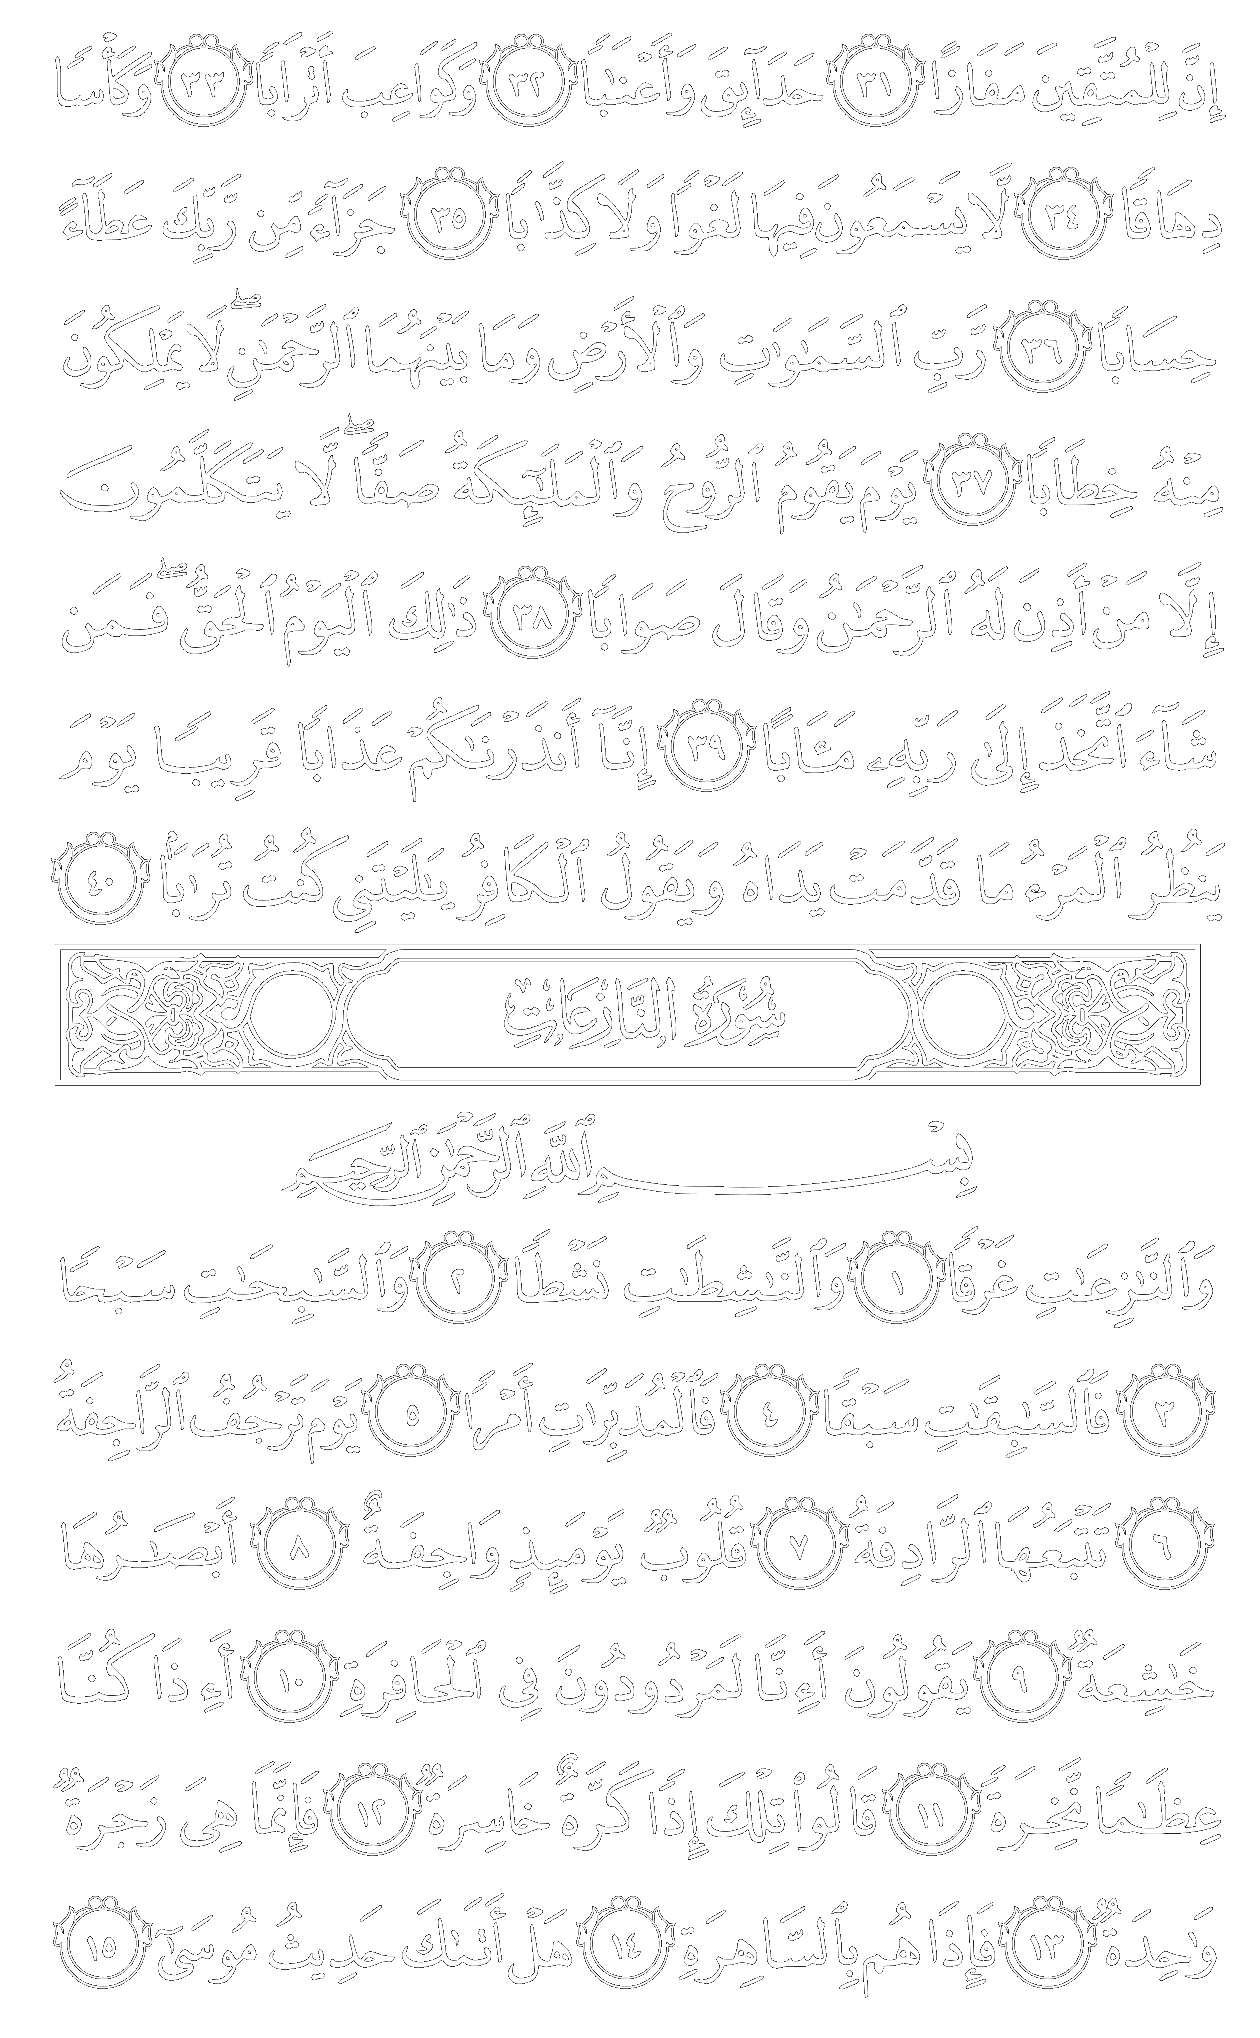 إِنَّ لِلْمُتَّقِينَ مَفَازًا ٣١ حَدَآئِقَ وَأَعْنَٰبًا ٣٢ وَكَوَاعِبَ أَتْرَابًا ٣٣ وَكَأْسًا
دِهَاقًا ٣٤ لَّا يَسْمَعُونَ فِيهَا لَغْوًا وَلَا كِذَّٰبًا ٣٥ جَزَآءً مِّن رَّبِّكَ عَطَآءً
حِسَابًا ٣٦ رَّبِّ ٱلسَّمَٰوَٰتِ وَٱلْأَرْضِ وَمَا بَيْنَهُمَا ٱلرَّحْمَٰنِ ۖ لَا يَمْلِكُونَ
مِنْهُ خِطَابًا ٣٧ يَوْمَ يَقُومُ ٱلرُّوحُ وَٱلْمَلَٰٓئِكَةُ صَفًّا ۖ لَّا يَتَكَلَّمُونَ
إِلَّا مَنْ أَذِنَ لَهُ ٱلرَّحْمَٰنُ وَقَالَ صَوَابًا ٣٨ ذَٰلِكَ ٱلْيَوْمُ ٱلْحَقُّ ۖ فَمَن
شَآءَ ٱتَّخَذَ إِلَىٰ رَبِّهِۦ مَـَٔابًا ٣٩ إِنَّآ أَنذَرْنَٰكُمْ عَذَابًا قَرِيبًا يَوْمَ
يَنظُرُ ٱلْمَرْءُ مَا قَدَّمَتْ يَدَاهُ وَيَقُولُ ٱلْكَافِرُ يَٰلَيْتَنِى كُنتُ تُرَٰبًا ٤٠
سُورَةُ النَّازِعَاتِ
بِسْمِ ٱللَّهِ ٱلرَّحْمَٰنِ ٱلرَّحِيمِ
وَٱلنَّٰزِعَٰتِ غَرْقًا ١ وَٱلنَّٰشِطَٰتِ نَشْطًا ٢ وَٱلسَّٰبِحَٰتِ سَبْحًا
٣ فَٱلسَّٰبِقَٰتِ سَبْقًا ٤ فَٱلْمُدَبِّرَٰتِ أَمْرًا ٥ يَوْمَ تَرْجُفُ ٱلرَّاجِفَةُ
٦ تَتْبَعُهَا ٱلرَّادِفَةُ ٧ قُلُوبٌ يَوْمَئِذٍ وَاجِفَةٌ ٨ أَبْصَٰرُهَا
خَٰشِعَةٌ ٩ يَقُولُونَ أَءِنَّا لَمَرْدُودُونَ فِى ٱلْحَافِرَةِ ١٠ أَءِذَا كُنَّا
عِظَٰمًا نَّخِرَةً ١١ قَالُوا۟ تِلْكَ إِذًا كَرَّةٌ خَاسِرَةٌ ١٢ فَإِنَّمَا هِىَ زَجْرَةٌ
وَٰحِدَةٌ ١٣ فَإِذَا هُم بِٱلسَّاهِرَةِ ١٤ هَلْ أَتَىٰكَ حَدِيثُ مُوسَىٰٓ ١٥